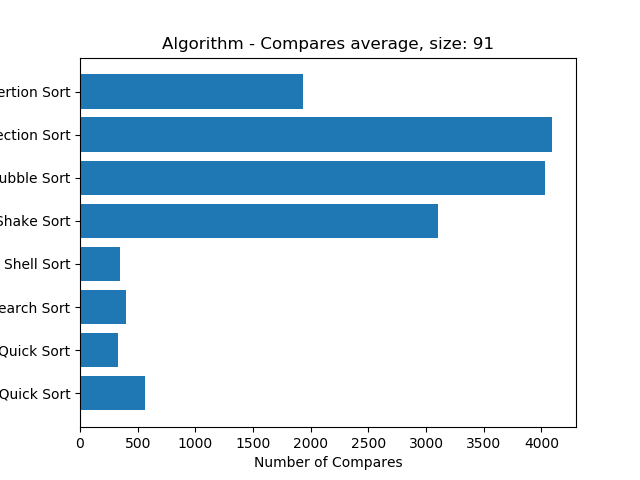 Algorithm - Compares average, size: 91
ertion Sort
ection Sort
ubble Sort
Shake Sort
Shell Sort
earch Sort
Quick Sort
Quick Sort
0 500 1000 1500 2000 2500 3000 3500 4000
Number of Compares